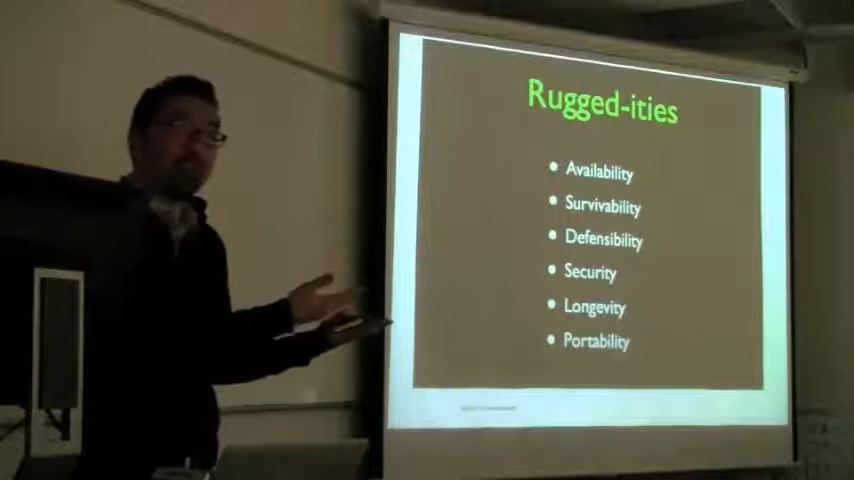 Rugged-ities
• Availability
• Survivability
• Defensibility
• Security
• Longevity
• Portability